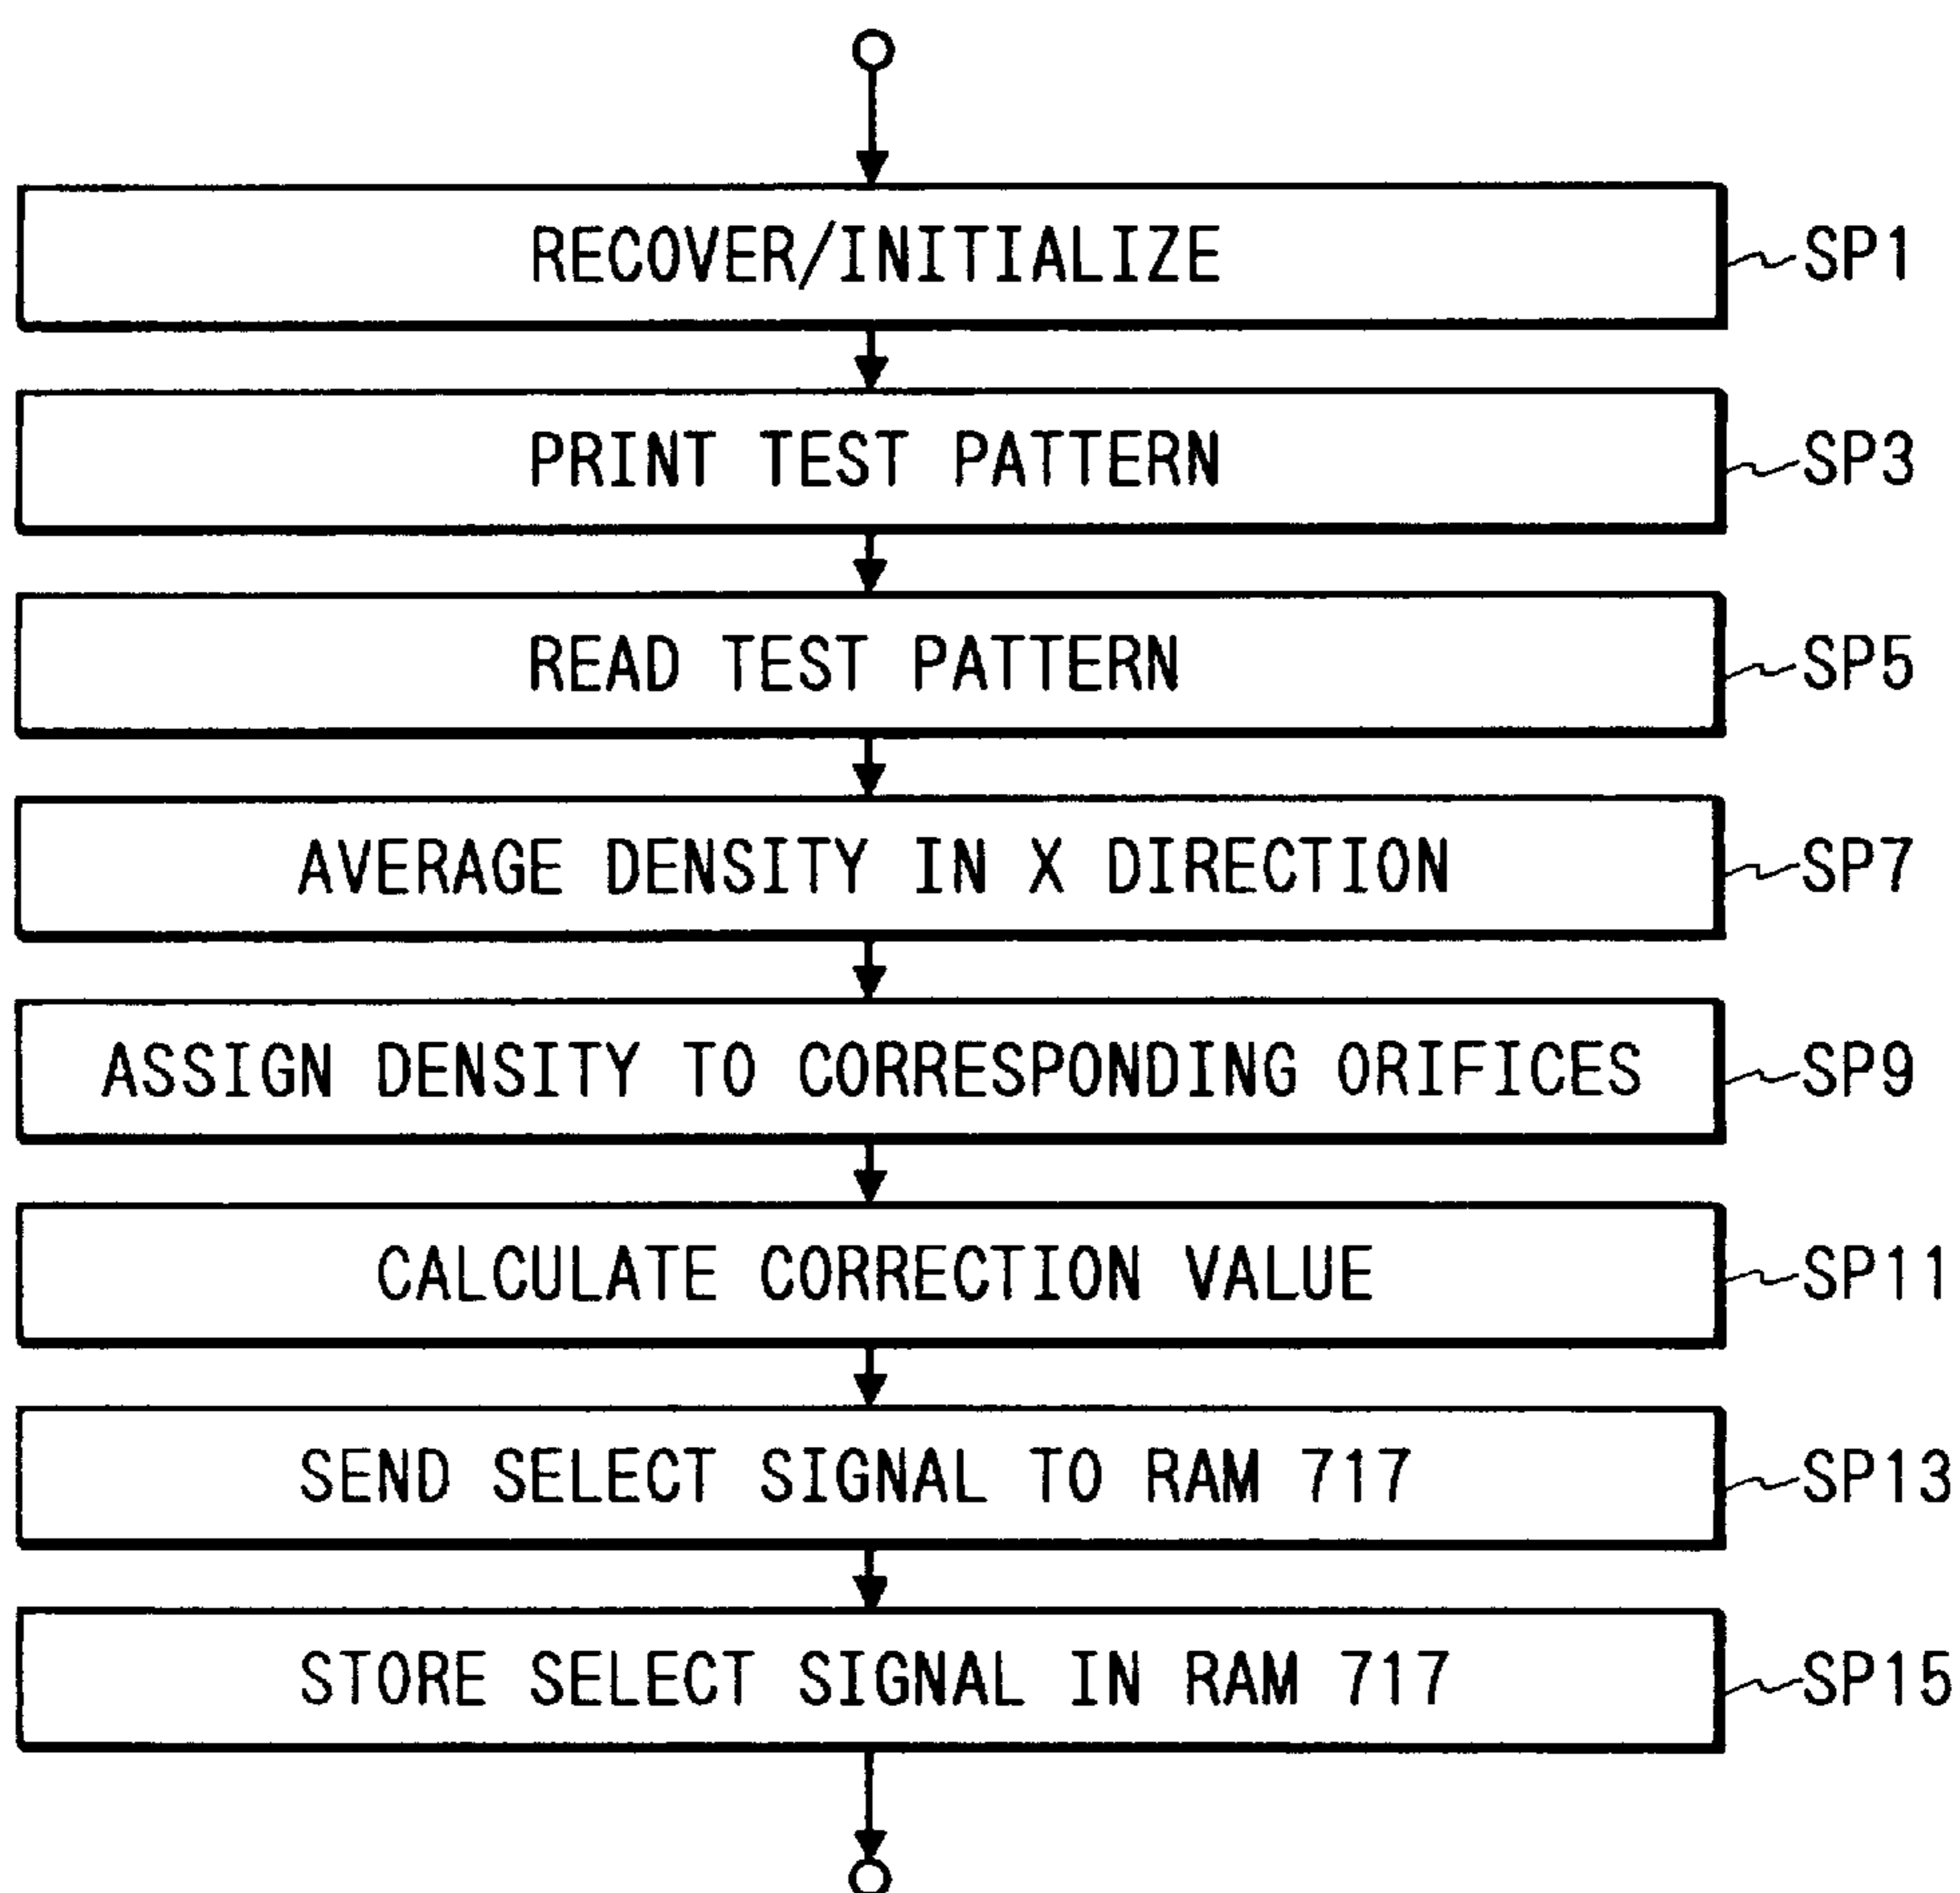 RECOVER/INITIALIZE SP1
PRINT TEST PATTERN SP3
READ TEST PATTERN SP5
AVERAGE DENSITY IN X DIRECTION SP7
ASSIGN DENSITY TO CORRESPONDING ORIFICES SP9
CALCULATE CORRECTION VALUE SP11
SEND SELECT SIGNAL TO RAM 717 SP13
STORE SELECT SIGNAL IN RAM 717 SP15